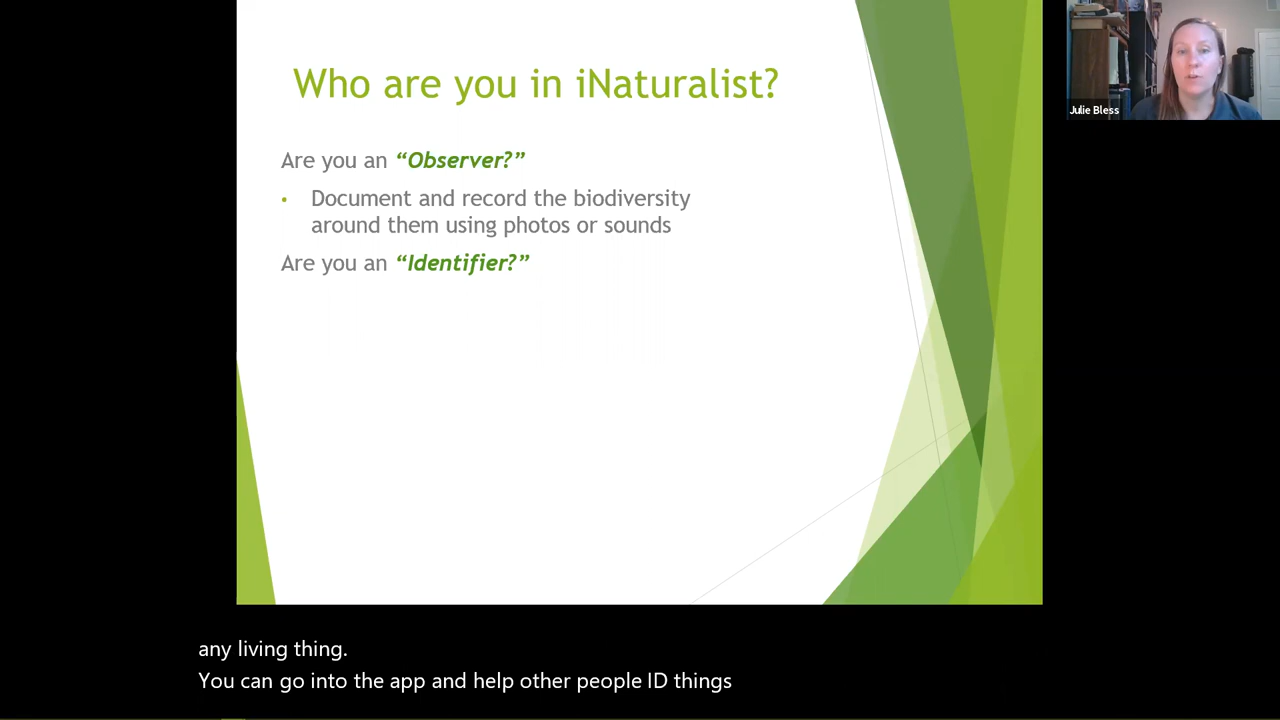 Who are you in iNaturalist?
Julie Bless
Are you an “Observer?”
• Document and record the biodiversity
around them using photos or sounds
Are you an “Identifier?”
any living thing.
You can go into the app and help other people ID things